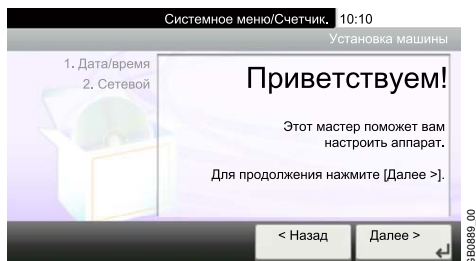 Системное меню/Счетчик. 10:10
Установка машины
1. Дата/время
2. Сетевой
Приветствуем!
Этот мастер поможет вам
настроить аппарат.
Для продолжения нажмите [Далее >].
< Назад
Далее >
GB0889_00